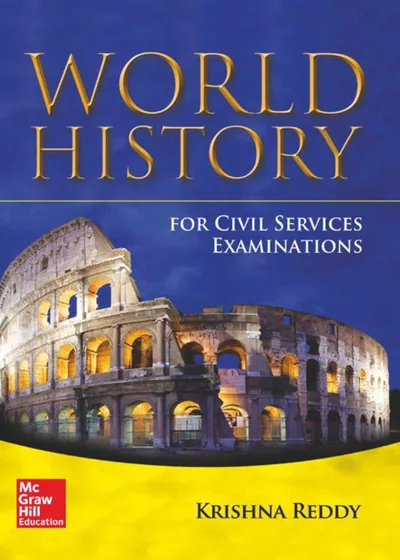 WORLD
HISTORY
FOR CIVIL SERVICES
EXAMINATIONS
Mc
Graw
Hill
Education
KRISHNA REDDY